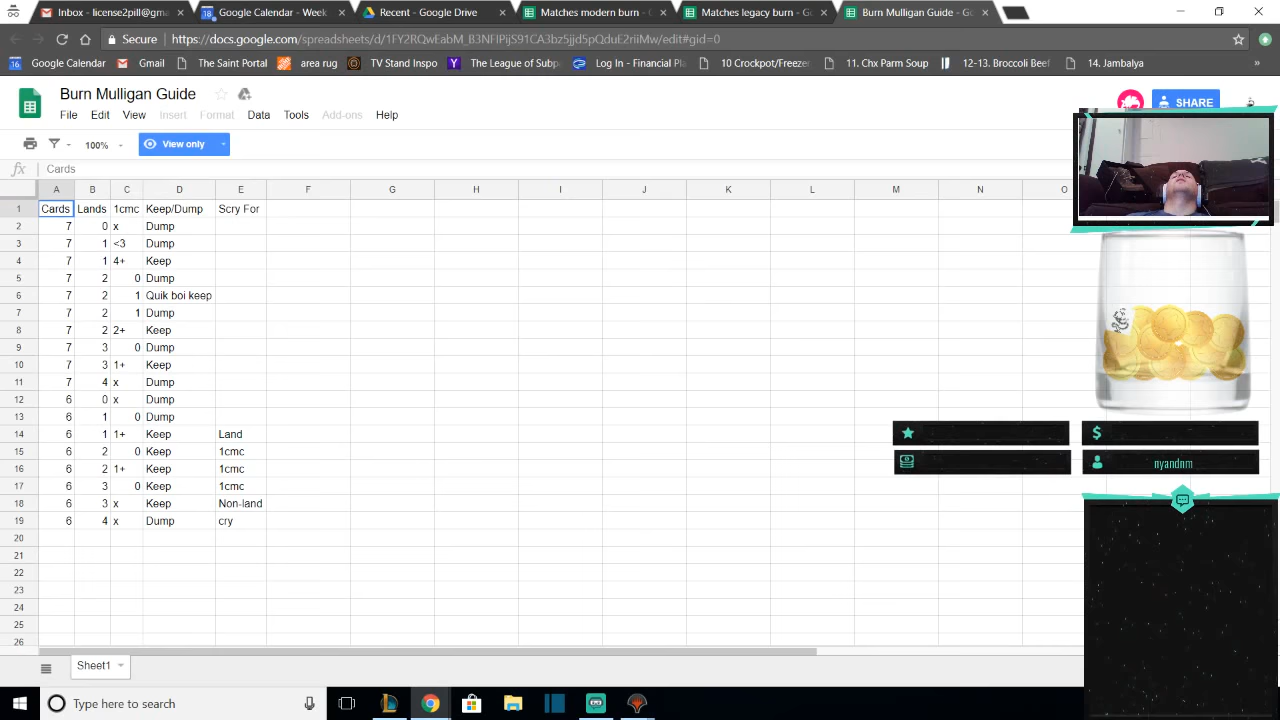 Inbox - license2pill@gma
Google Calendar - Week
Recent - Google Drive
Matches modern burn - G
Matches legacy burn - Go
Burn Mulligan Guide - Go
Secure
https://docs.google.com/spreadsheets/d/1FY2RQwEabM_B3NFIPijS91CA3bz5jjd5pQduE2rliMw/edit#gid=0
Google Calendar
Gmail
The Saint Portal
area rug
TV Stand Inspo
The League of Subpa
Log In - Financial Pla
10 Crockpot/Freezer
11. Chx Parm Soup
12-13. Broccoli Beef
14. Jambalya
»
Burn Mulligan Guide
SHARE
File Edit View Insert Format Data Tools Add-ons Help
100%
View only
fx Cards
A B C D E F G H I J K L M N O
1 Cards Lands 1cmc Keep/Dump Scry For
2 7 0 x Dump
3 7 1 <3 Dump
4 7 1 4+ Keep
5 7 2 0 Dump
6 7 2 1 Quik boi keep
7 7 2 1 Dump
8 7 2 2+ Keep
9 7 3 0 Dump
10 7 3 1+ Keep
11 7 4 x Dump
12 6 0 x Dump
13 6 1 0 Dump
14 6 1 1+ Keep Land
15 6 2 0 Keep 1cmc
16 6 2 1+ Keep 1cmc
17 6 3 0 Keep 1cmc
18 6 3 x Keep Non-land
19 6 4 x Dump cry
20
21
22
23
24
25
26
$
nyandnm
Sheet1
Type here to search